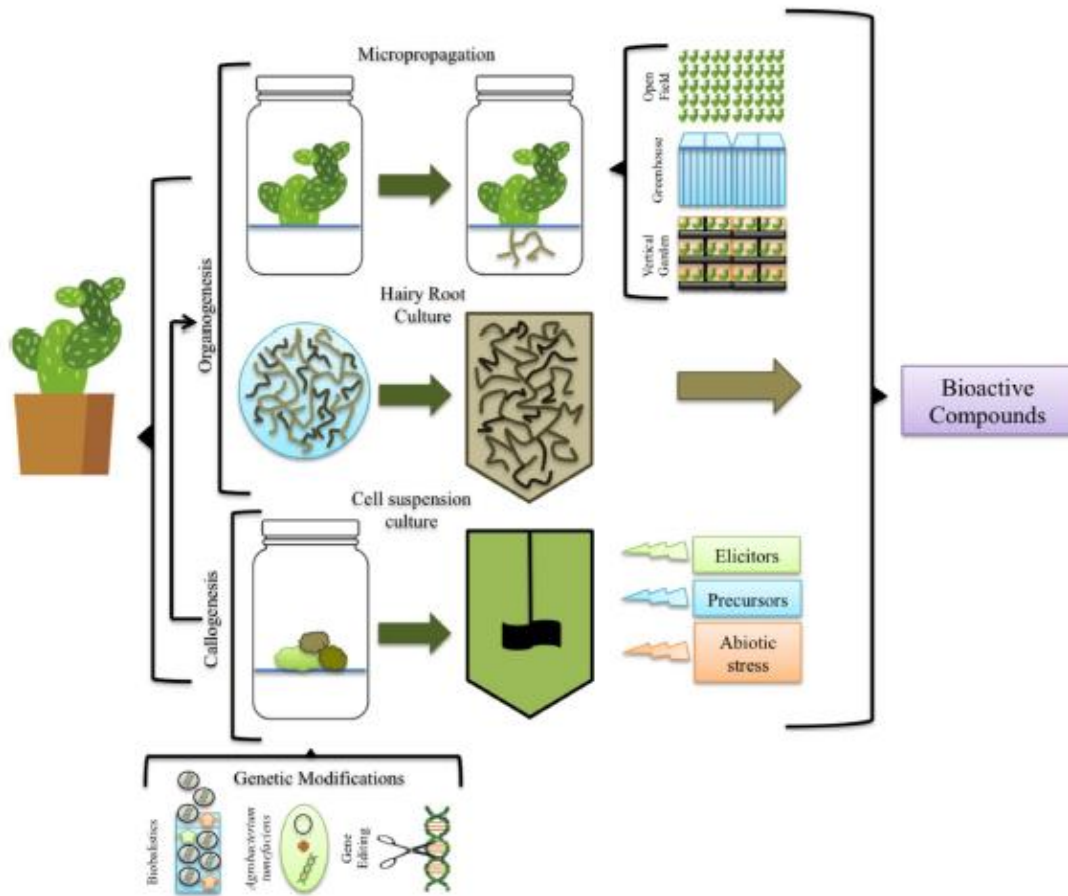 Micropropagation
Open
Field
Greenhouse
Vertical
Garden
Organogenesis
Hairy Root
Culture
Bioactive
Compounds
Cell suspension
culture
Callogenesis
Elicitors
Precursors
Abiotic
stress
Genetic Modifications
Biobalistics
Agrobacterium
tumefaciens
Gene
Editing